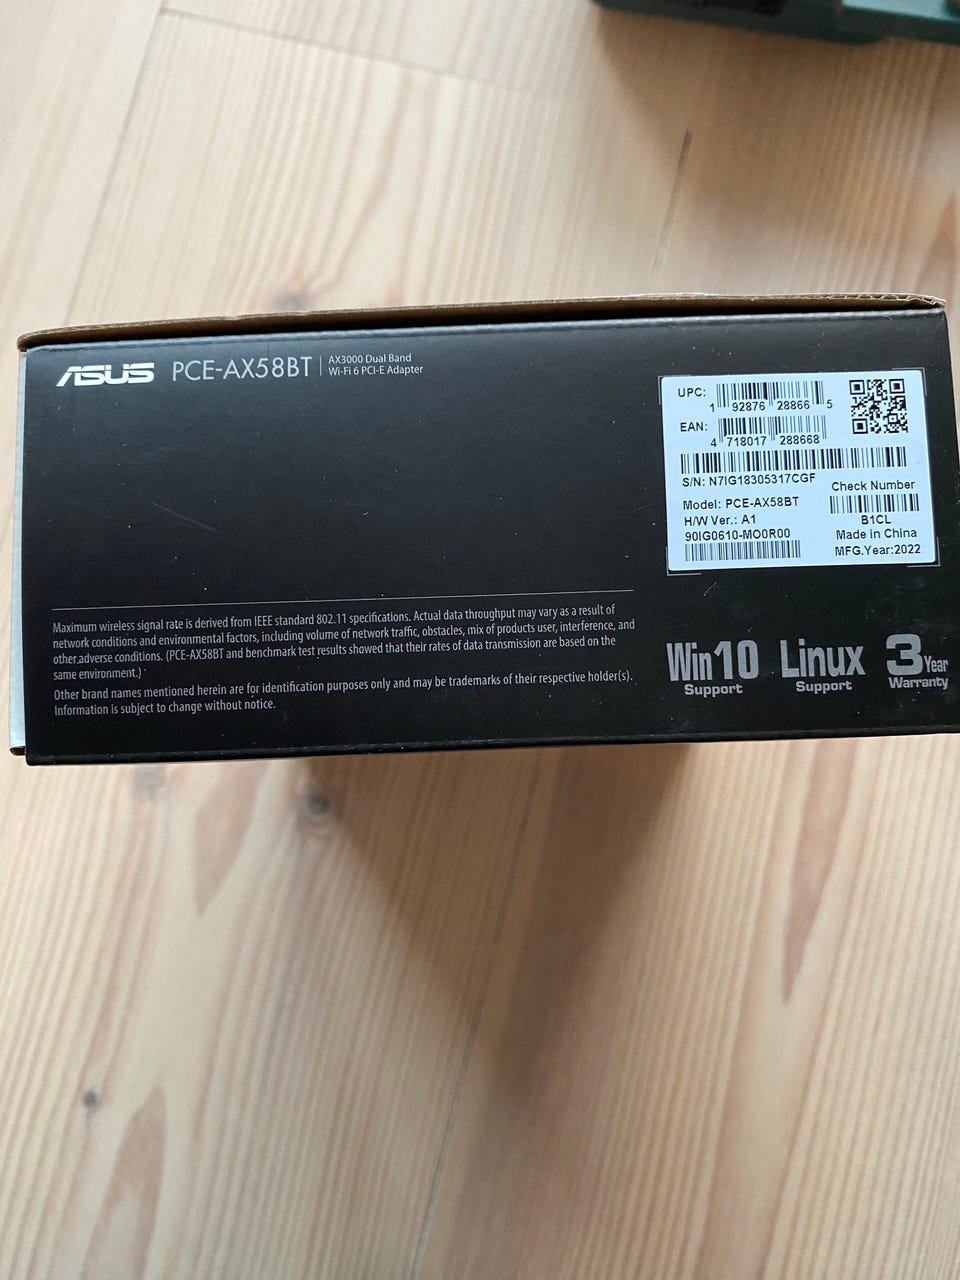 ASUS PCE-AX58BT | AX3000 Dual Band
Wi-Fi 6 PCI-E Adapter
UPC:
1 92876 28866 5
EAN:
4 718017 288668
S/N: N7IG18305317CGF
Check Number
Model: PCE-AX58BT
H/W Ver.: A1
B1CL
90IG0610-MO0R00
Made in China
MFG.Year:2022
Maximum wireless signal rate is derived from IEEE standard 802.11 specifications. Actual data throughput may vary as a result of
network conditions and environmental factors, including volume of network traffic, obstacles, mix of products user, interference, and
other adverse conditions. (PCE-AX58BT and benchmark test results showed that their rates of data transmission are based on the
same environment.)
Other brand names mentioned herein are for identification purposes only and may be trademarks of their respective holder(s).
Information is subject to change without notice.
Win10
Support
Linux
Support
3 Year
Warranty